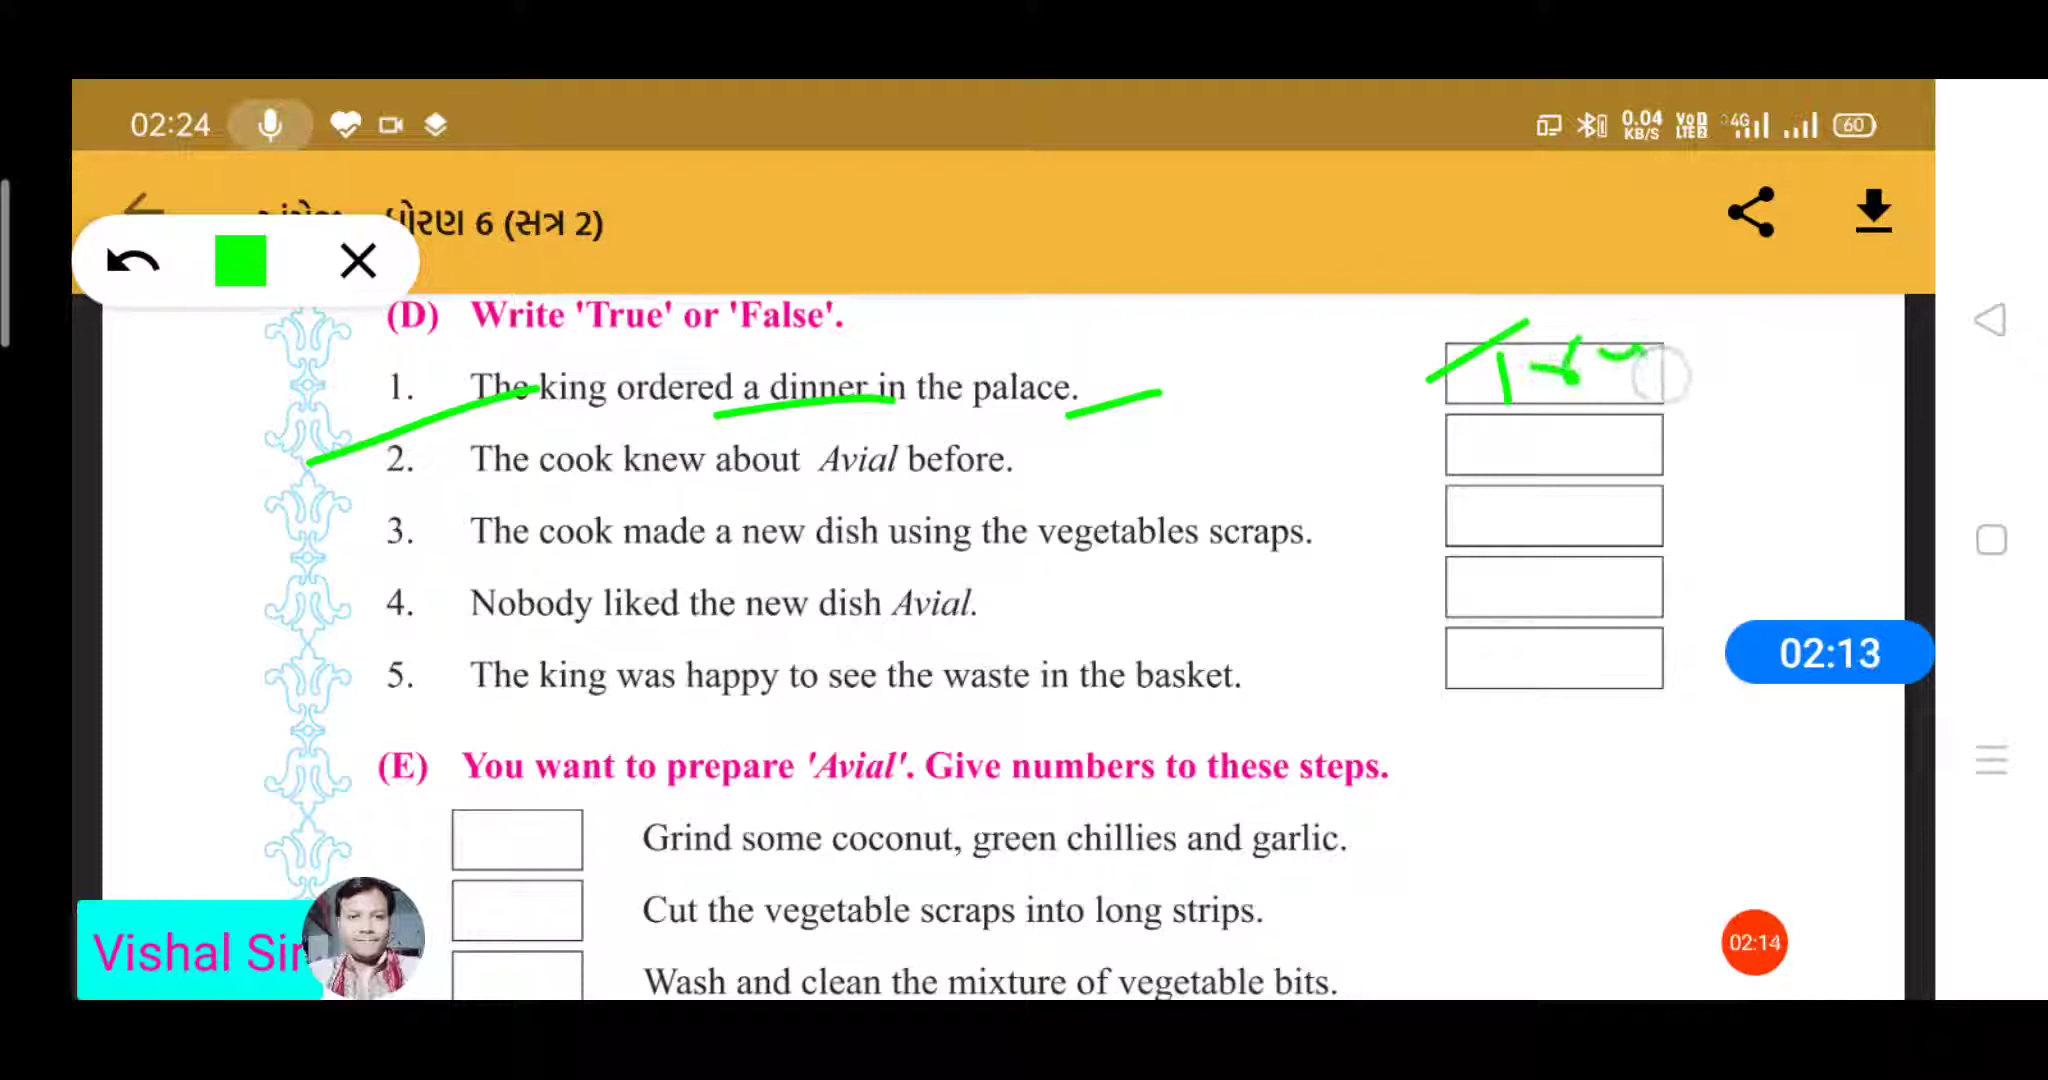 02:24
0.04 KB/S VoD LTE 2 4G 60
ધોરણ 6 (સત્ર 2)
(D) Write 'True' or 'False'.
1. The king ordered a dinner in the palace.
2. The cook knew about Avial before.
3. The cook made a new dish using the vegetables scraps.
4. Nobody liked the new dish Avial.
5. The king was happy to see the waste in the basket.
02:13
(E) You want to prepare 'Avial'. Give numbers to these steps.
Grind some coconut, green chillies and garlic.
Cut the vegetable scraps into long strips.
Vishal Sir
02:14
Wash and clean the mixture of vegetable bits.